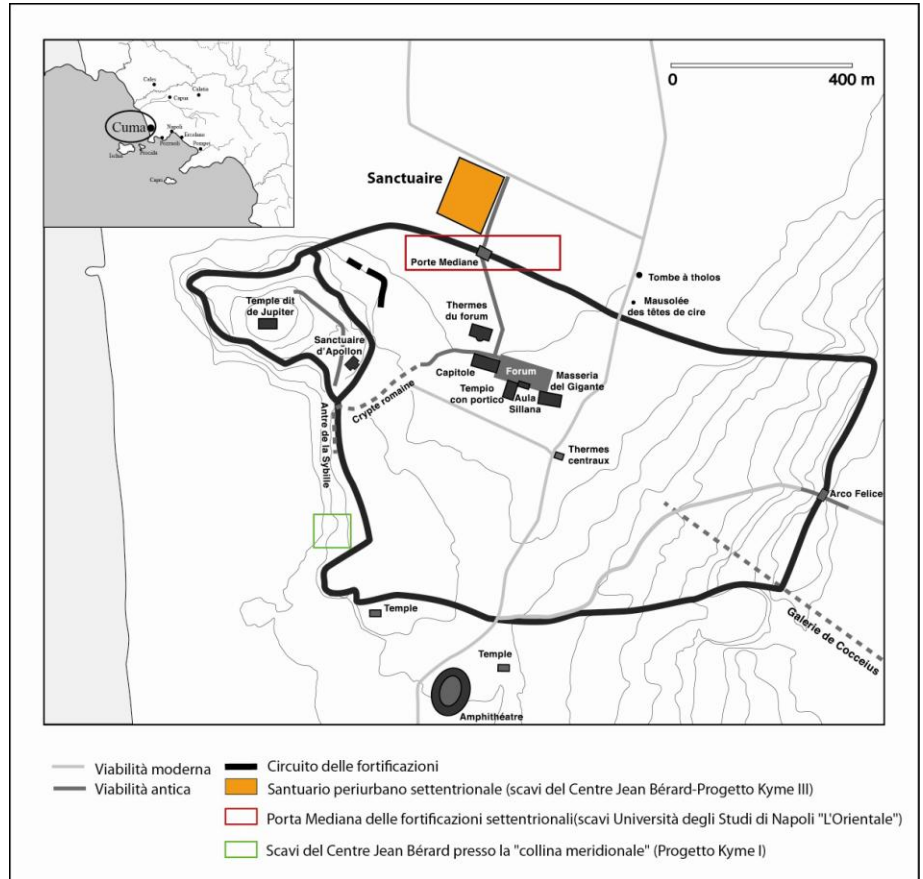 Cales
Calatia
Capua
Cuma
Napoli
Ercolano
Pozzuoli
Pompei
Ischia
Procida
Capri
0 400 m
Sanctuaire
Porte Mediane
Tombe à tholos
Mausolée
des têtes de cire
Temple dit
de Jupiter
Thermes
du forum
Sanctuaire
d'Apollon
Capitole
Forum
Masseria
del Gigante
Tempio
con portico
Aula
Sillana
Crypte romaine
Antre de la Sybille
Thermes
centraux
Arco Felice
Galerie de Cocceius
Temple
Temple
Amphithéatre
Viabilità moderna
Viabilità antica
Circuito delle fortificazioni
Santuario periurbano settentrionale (scavi del Centre Jean Bérard-Progetto Kyme III)
Porta Mediana delle fortificazioni settentrionali(scavi Università degli Studi di Napoli "L'Orientale")
Scavi del Centre Jean Bérard presso la "collina meridionale" (Progetto Kyme I)